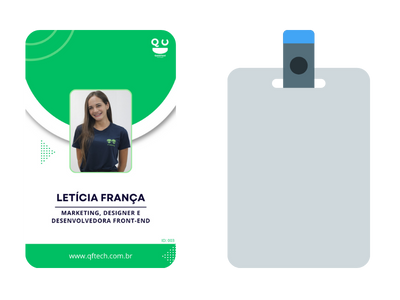 LETÍCIA FRANÇA
MARKETING, DESIGNER E
DESENVOLVEDORA FRONT-END
www.qftech.com.br